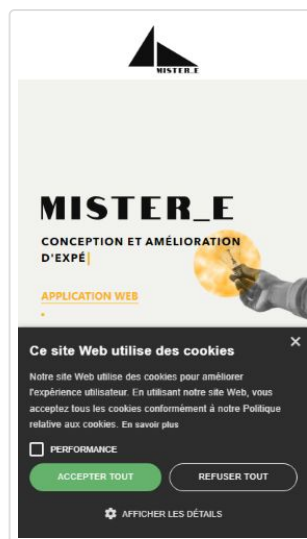 MISTER_E
MISTER_E
CONCEPTION ET AMÉLIORATION
D'EXPÉ
APPLICATION WEB
Ce site Web utilise des cookies
×
Notre site Web utilise des cookies pour améliorer
l'expérience utilisateur. En utilisant notre site Web, vous
acceptez tous les cookies conformément à notre Politique
relative aux cookies. En savoir plus
PERFORMANCE
ACCEPTER TOUT
REFUSER TOUT
AFFICHER LES DÉTAILS